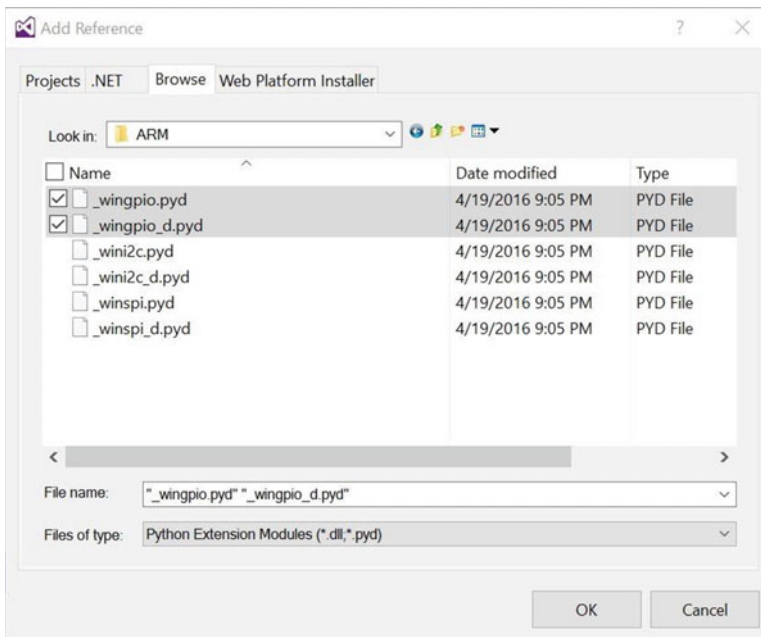 Add Reference ?
Projects .NET Browse Web Platform Installer
Look in: ARM
Name Date modified Type
_wingpio.pyd 4/19/2016 9:05 PM PYD File
_wingpio_d.pyd 4/19/2016 9:05 PM PYD File
_wini2c.pyd 4/19/2016 9:05 PM PYD File
_wini2c_d.pyd 4/19/2016 9:05 PM PYD File
_winspi.pyd 4/19/2016 9:05 PM PYD File
_winspi_d.pyd 4/19/2016 9:05 PM PYD File
File name: "_wingpio.pyd" "_wingpio_d.pyd"
Files of type: Python Extension Modules (*.dll;*.pyd)
OK Cancel